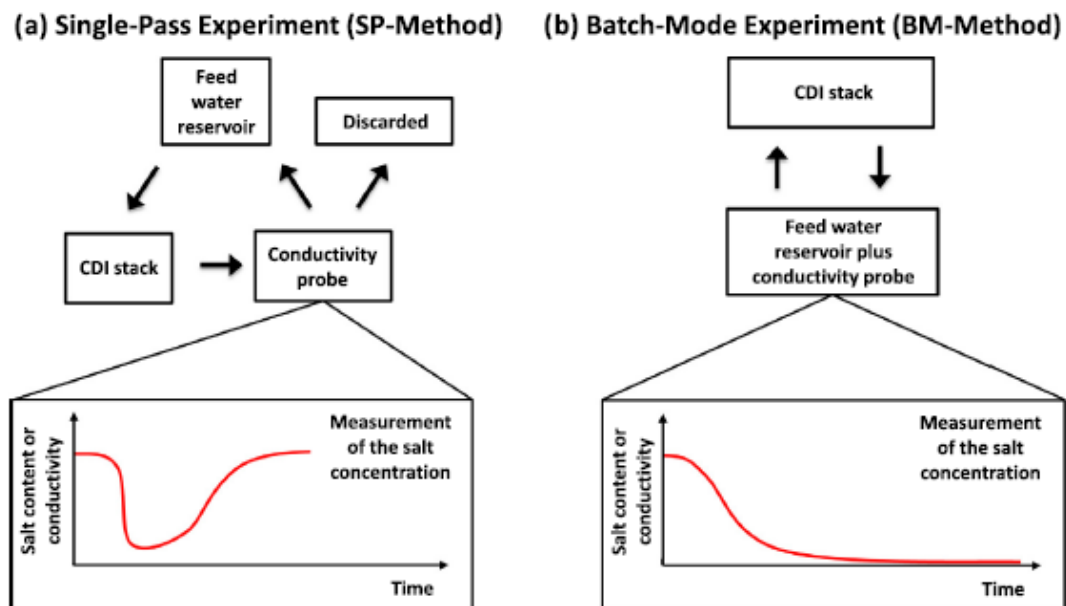 (a) Single-Pass Experiment (SP-Method)
Feed
water
reservoir
Discarded
CDI stack
Conductivity
probe
Measurement
of the salt
concentration
Salt content or
conductivity
Time
(b) Batch-Mode Experiment (BM-Method)
CDI stack
Feed water
reservoir plus
conductivity probe
Measurement
of the salt
concentration
Salt content or
conductivity
Time